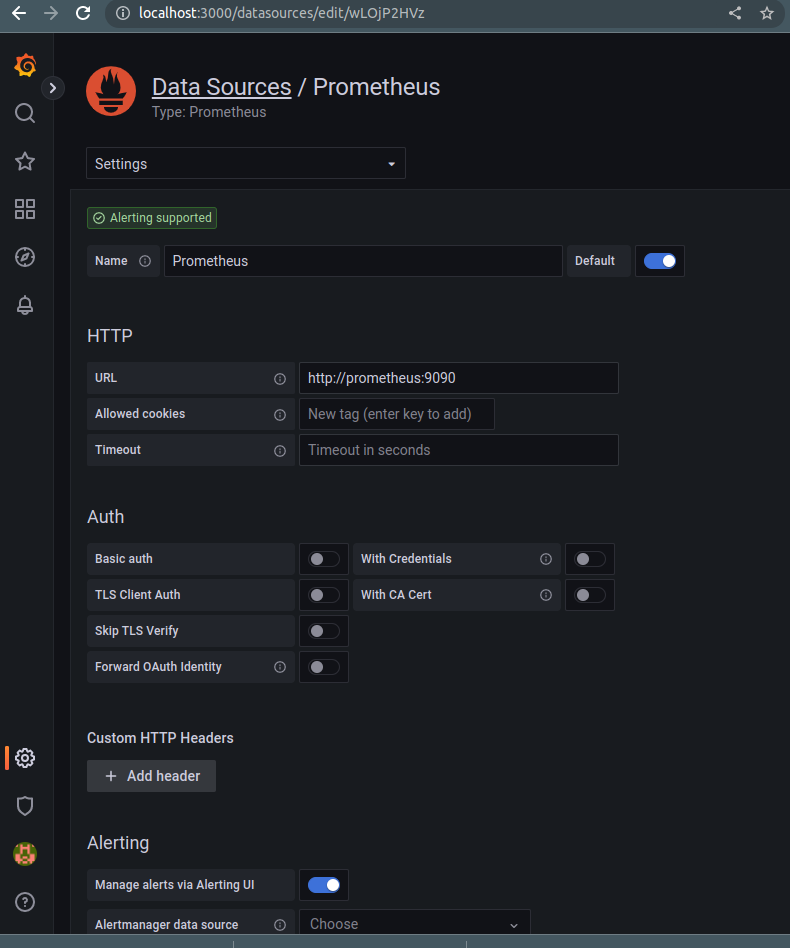 localhost:3000/datasources/edit/wLOjP2HVz
Data Sources / Prometheus
Type: Prometheus
Settings
Alerting supported
Name Prometheus Default
HTTP
URL http://prometheus:9090
Allowed cookies New tag (enter key to add)
Timeout Timeout in seconds
Auth
Basic auth With Credentials
TLS Client Auth With CA Cert
Skip TLS Verify
Forward OAuth Identity
Custom HTTP Headers
+ Add header
Alerting
Manage alerts via Alerting UI
Alertmanager data source Choose